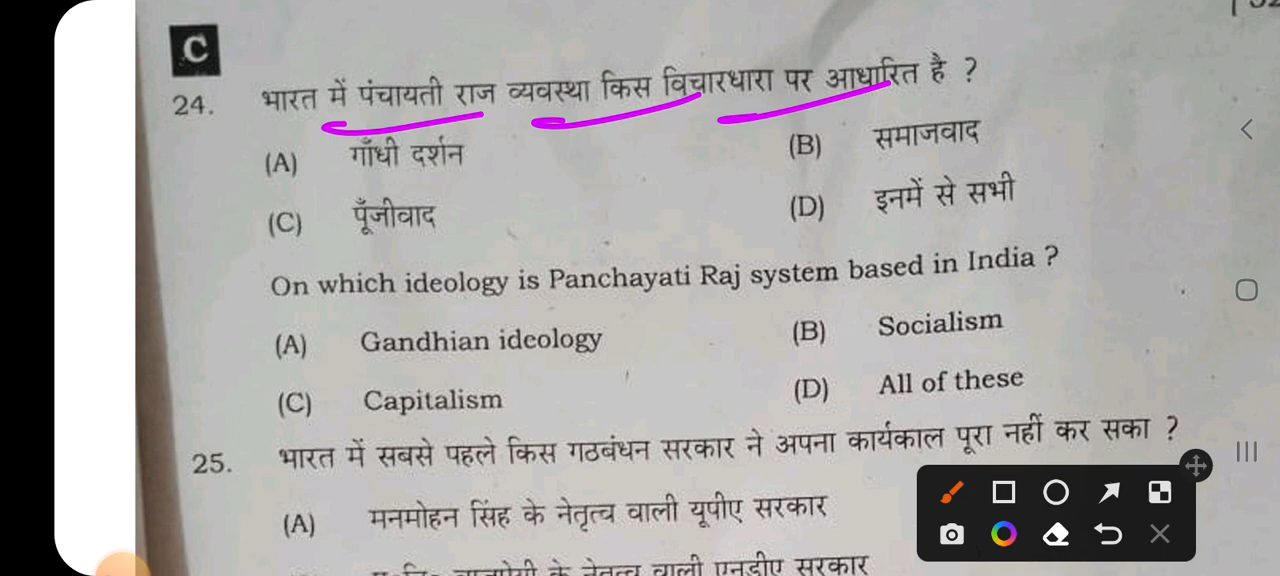 C
24. भारत में पंचायती राज व्यवस्था किस विचारधारा पर आधारित है ?
(A) गाँधी दर्शन (B) समाजवाद
(C) पूँजीवाद (D) इनमें से सभी
On which ideology is Panchayati Raj system based in India ?
(A) Gandhian ideology (B) Socialism
(C) Capitalism (D) All of these
25. भारत में सबसे पहले किस गठबंधन सरकार ने अपना कार्यकाल पूरा नहीं कर सका ?
(A) मनमोहन सिंह के नेतृत्व वाली यूपीए सरकार
के नेतृत्व वाली एनडीए सरकार